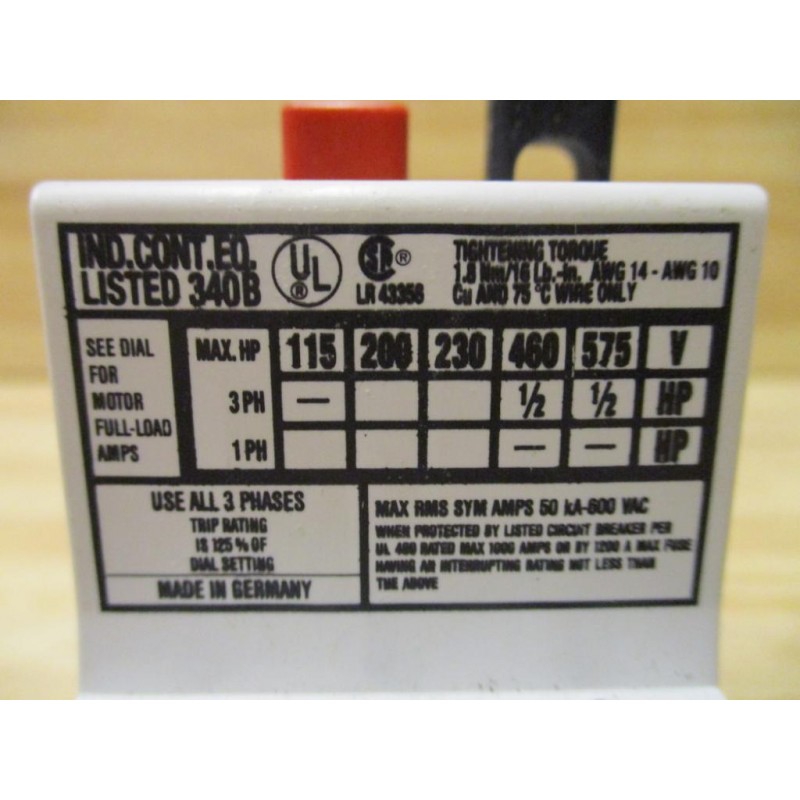 IND.CONT.EQ.
LISTED 340B
UL
®
SA ®
LR 43356
TIGHTENING TORQUE
1.8 Nm/16 Lb.-in. AWG 14 - AWG 10
Cu AND 75 °C WIRE ONLY
SEE DIAL
FOR
MOTOR
FULL-LOAD
AMPS
MAX. HP 115 200 230 460 575 V
3 PH — 1/2 1/2 HP
1 PH — — HP
USE ALL 3 PHASES
TRIP RATING
IS 125 % OF
DIAL SETTING
MADE IN GERMANY
MAX RMS SYM AMPS 50 kA-600 VAC
WHEN PROTECTED BY LISTED CIRCUIT BREAKER PER
UL 489 RATED MAX 1000 AMPS OR BY 1200 A MAX FUSE
HAVING AN INTERRUPTING RATING NOT LESS THAN
THE ABOVE